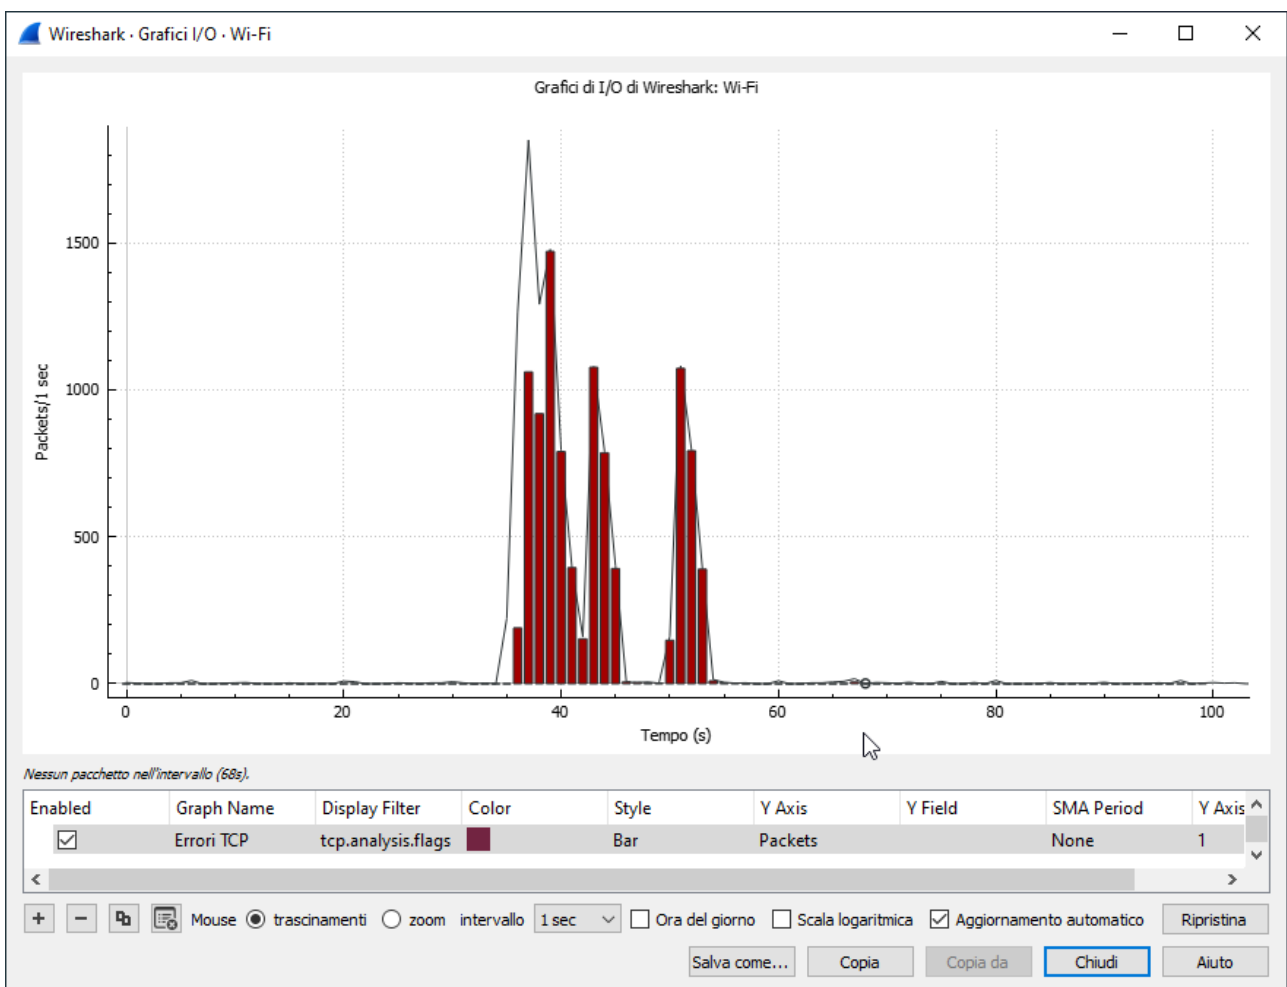 Wireshark · Grafici I/O · Wi-Fi
Grafici di I/O di Wireshark: Wi-Fi
1500
1000
500
0
Packets/1 sec
0 20 40 60 80 100
Tempo (s)
Nessun pacchetto nell'intervallo (68s).
Enabled Graph Name Display Filter Color Style Y Axis Y Field SMA Period Y Axis
Errori TCP tcp.analysis.flags Bar Packets None 1
+ − Mouse trascinamenti zoom intervallo 1 sec Ora del giorno Scala logaritmica Aggiornamento automatico Ripristina
Salva come... Copia Copia da Chiudi Aiuto